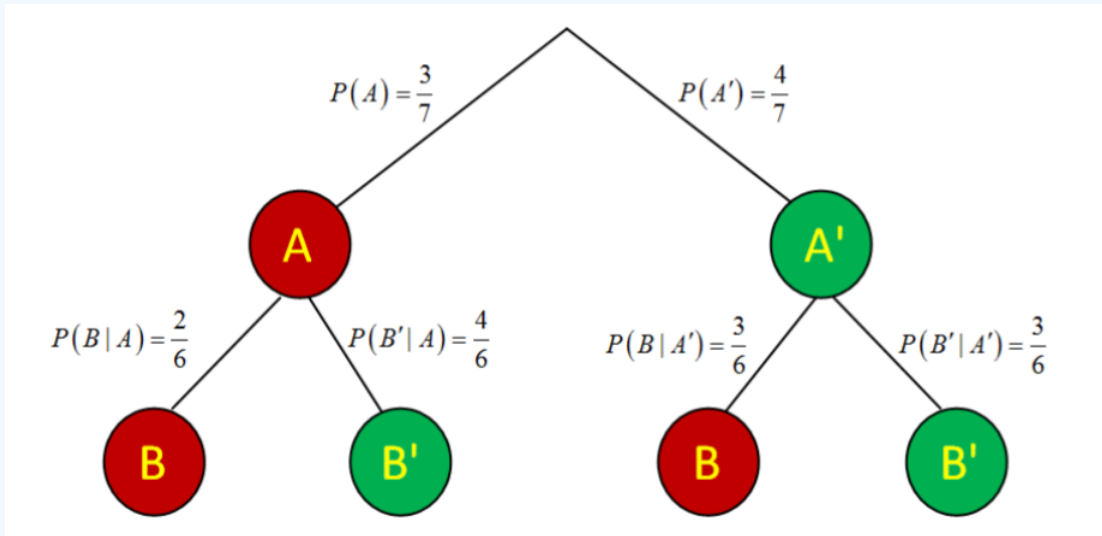 P(A) = 3/7
P(A') = 4/7
A
A'
P(B | A) = 2/6
P(B' | A) = 4/6
P(B | A') = 3/6
P(B' | A') = 3/6
B
B'
B
B'